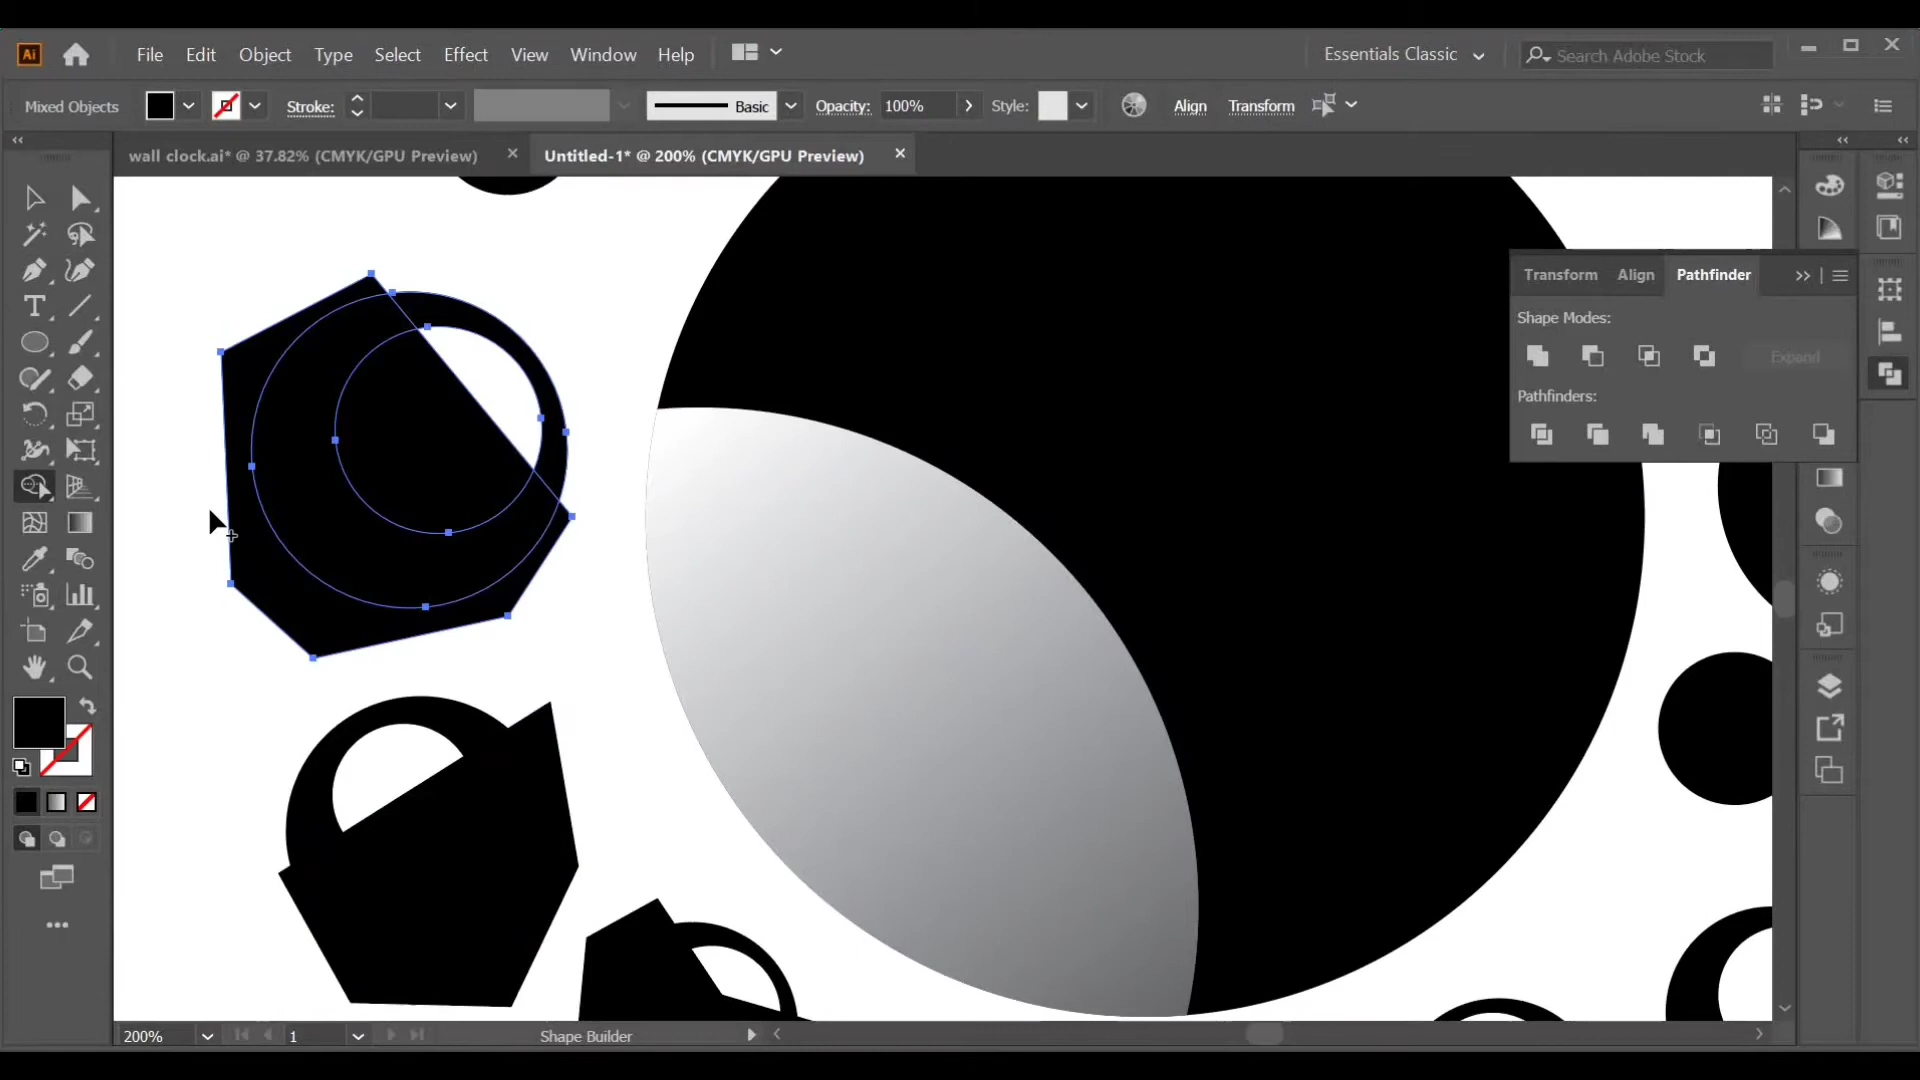 Ai File Edit Object Type Select Effect View Window Help Essentials Classic Search Adobe Stock
Mixed Objects Stroke: Basic Opacity: 100% Style: Align Transform
wall clock.ai* @ 37.82% (CMYK/GPU Preview) Untitled-1* @ 200% (CMYK/GPU Preview)
Transform Align Pathfinder
Shape Modes:
Expand
Pathfinders:
200% 1 Shape Builder